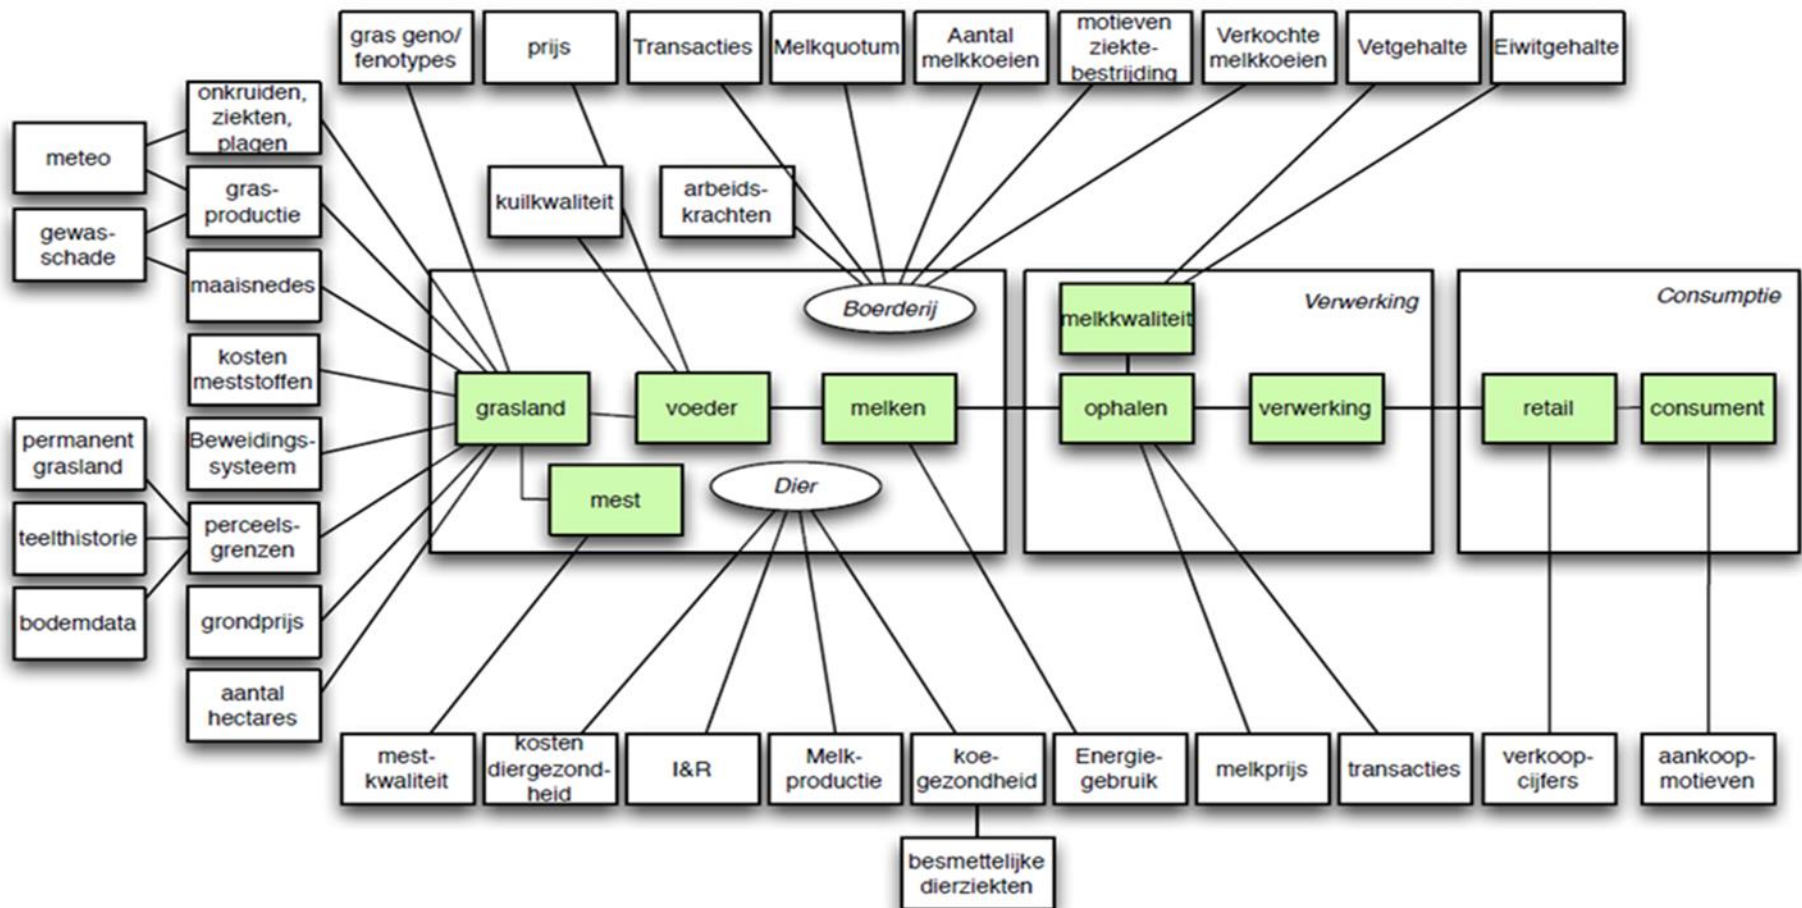 gras geno/
fenotypes
prijs
Transacties
Melkquotum
Aantal
melkkoeien
motieven
ziekte-
bestrijding
Verkochte
melkkoeien
Vetgehalte
Eiwitgehalte
onkruiden,
ziekten,
plagen
meteo
gras-
productie
kuilkwaliteit
arbeids-
krachten
gewas-
schade
maaisnedes
Boerderij
melkkwaliteit
Verwerking
Consumptie
kosten
meststoffen
grasland
voeder
melken
ophalen
verwerking
retail
consument
permanent
grasland
Beweidings-
systeem
mest
Dier
teelthistorie
perceels-
grenzen
bodemdata
grondprijs
aantal
hectares
mest-
kwaliteit
kosten
diergezond-
heid
I&R
Melk-
productie
koe-
gezondheid
Energie-
gebruik
melkprijs
transacties
verkoop-
cijfers
aankoop-
motieven
besmettelijke
dierziekten